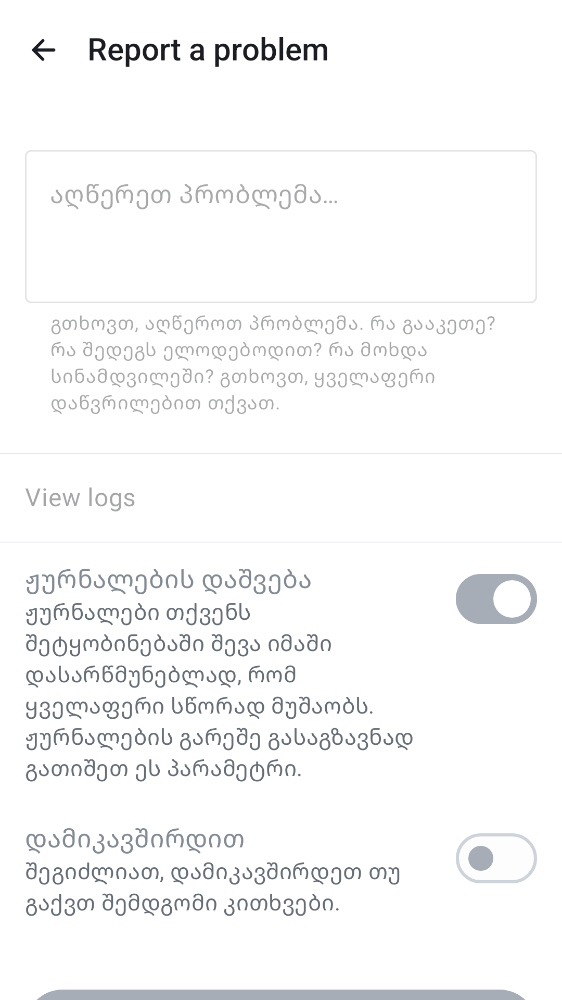 Report a problem
აღწერეთ პრობლემა…
გთხოვთ, აღწეროთ პრობლემა. რა გააკეთე?
რა შედეგს ელოდებოდით? რა მოხდა
სინამდვილეში? გთხოვთ, ყველაფერი
დაწვრილებით თქვათ.
View logs
ჟურნალების დაშვება
ჟურნალები თქვენს
შეტყობინებაში შევა იმაში
დასარწმუნებლად, რომ
ყველაფერი სწორად მუშაობს.
ჟურნალების გარეშე გასაგზავნად
გათიშეთ ეს პარამეტრი.
დამიკავშირდით
შეგიძლიათ, დამიკავშირდეთ თუ
გაქვთ შემდგომი კითხვები.